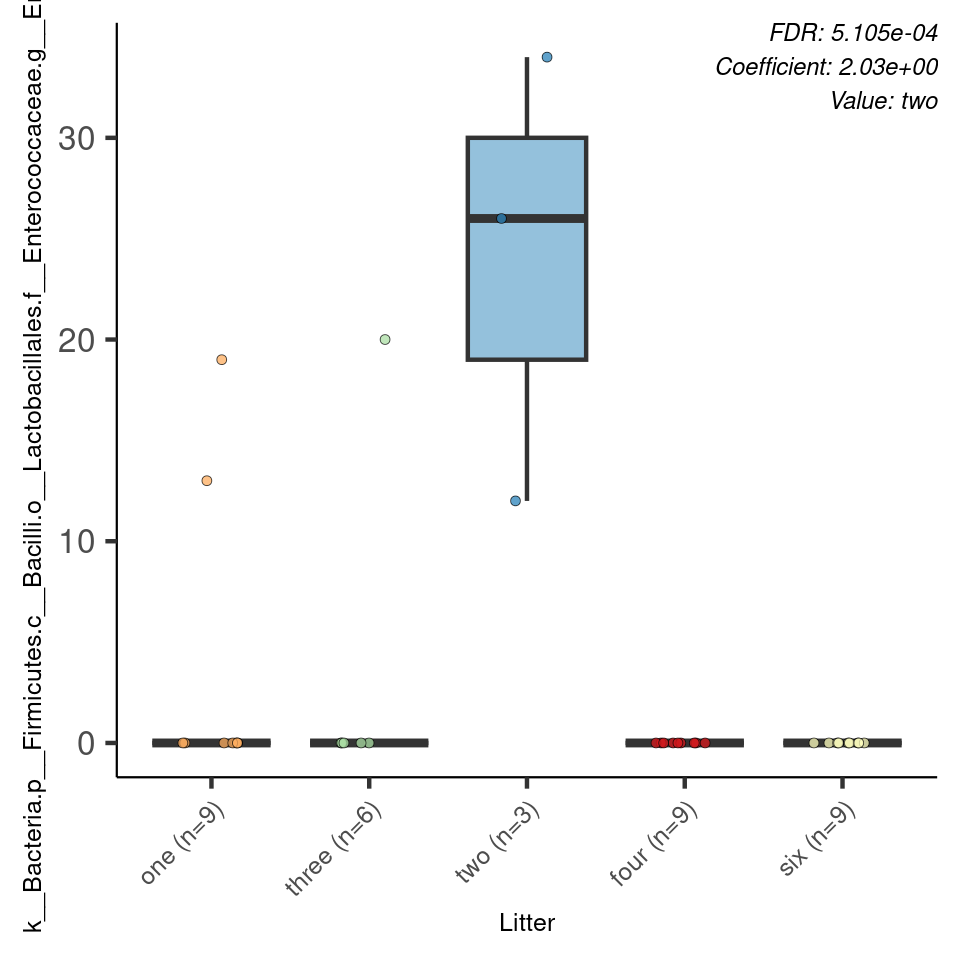 FDR: 5.105e-04
Coefficient: 2.03e+00
Value: two
k__Bacteria.p__Firmicutes.c__Bacilli.o__Lactobacillales.f__Enterococcaceae.g__
30
20
10
0
one (n=9)
three (n=6)
two (n=3)
four (n=9)
six (n=9)
Litter